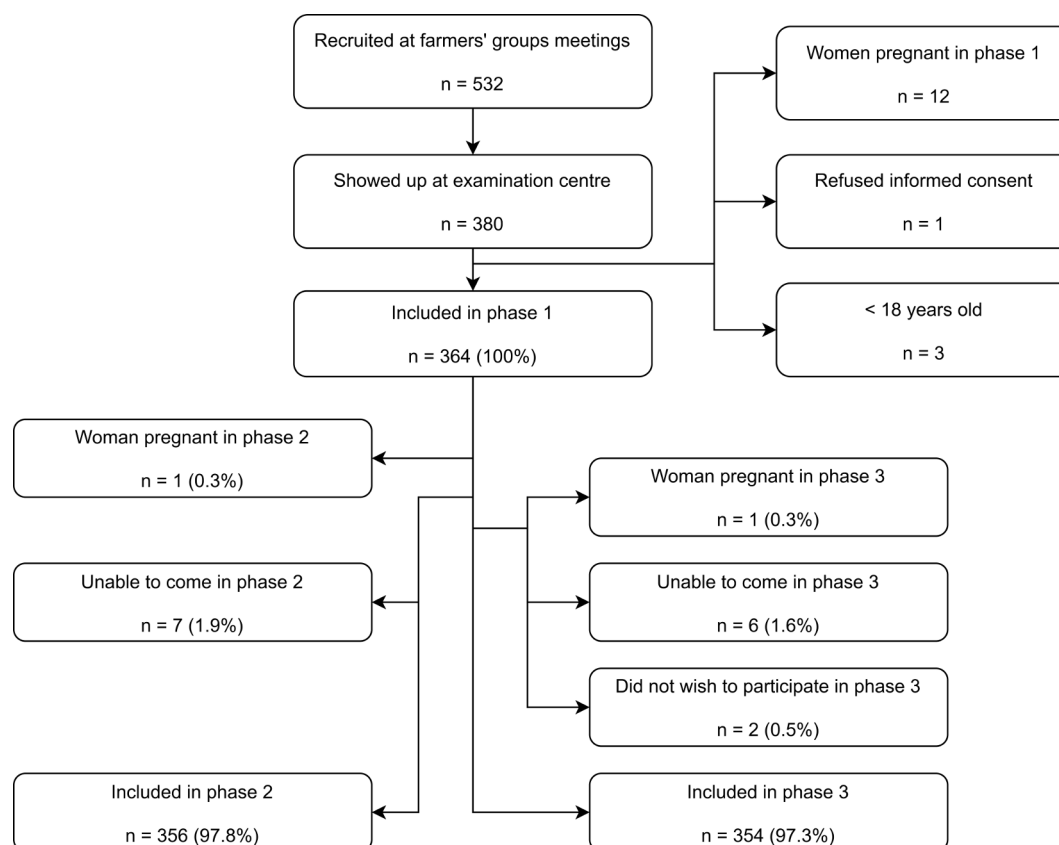 Recruited at farmers' groups meetings
n = 532
Women pregnant in phase 1
n = 12
Showed up at examination centre
n = 380
Refused informed consent
n = 1
Included in phase 1
n = 364 (100%)
< 18 years old
n = 3
Woman pregnant in phase 2
n = 1 (0.3%)
Woman pregnant in phase 3
n = 1 (0.3%)
Unable to come in phase 2
n = 7 (1.9%)
Unable to come in phase 3
n = 6 (1.6%)
Did not wish to participate in phase 3
n = 2 (0.5%)
Included in phase 2
n = 356 (97.8%)
Included in phase 3
n = 354 (97.3%)